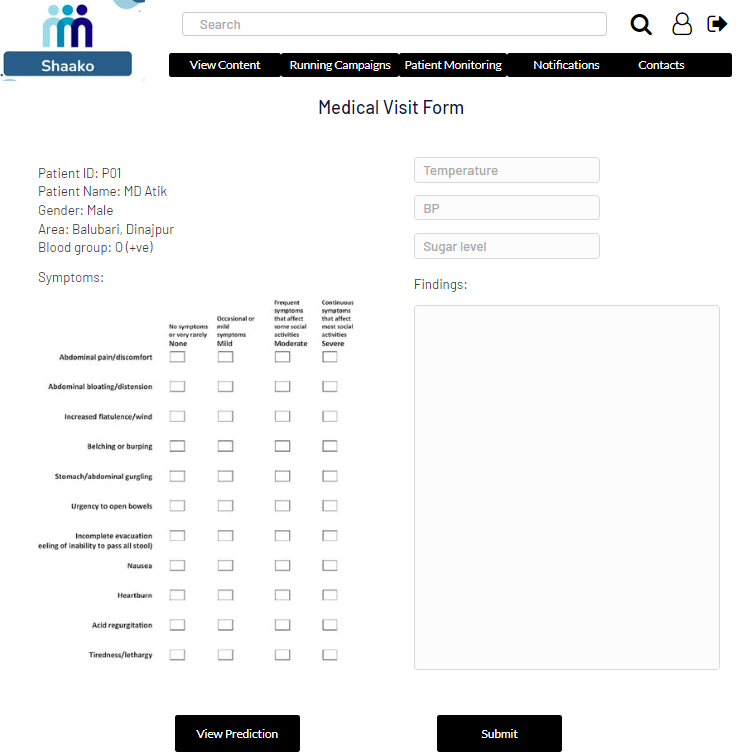 Search
Shaako
View Content Running Campaigns Patient Monitoring Notifications Contacts
Medical Visit Form
Patient ID: P01
Patient Name: MD Atik
Gender: Male
Area: Balubari, Dinajpur
Blood group: O (+ve)
Symptoms:
Temperature
BP
Sugar level
Findings:
No symptoms
or very rarely
None
Occasional or
mild
symptoms
Mild
Frequent
symptoms
that affect
some social
activities
Moderate
Continuous
symptoms
that affect
most social
activities
Severe
Abdominal pain/discomfort
Abdominal bloating/distension
Increased flatulence/wind
Belching or burping
Stomach/abdominal gurgling
Urgency to open bowels
Incomplete evacuation
eeling of inability to pass all stool)
Nausea
Heartburn
Acid regurgitation
Tiredness/lethargy
View Prediction Submit